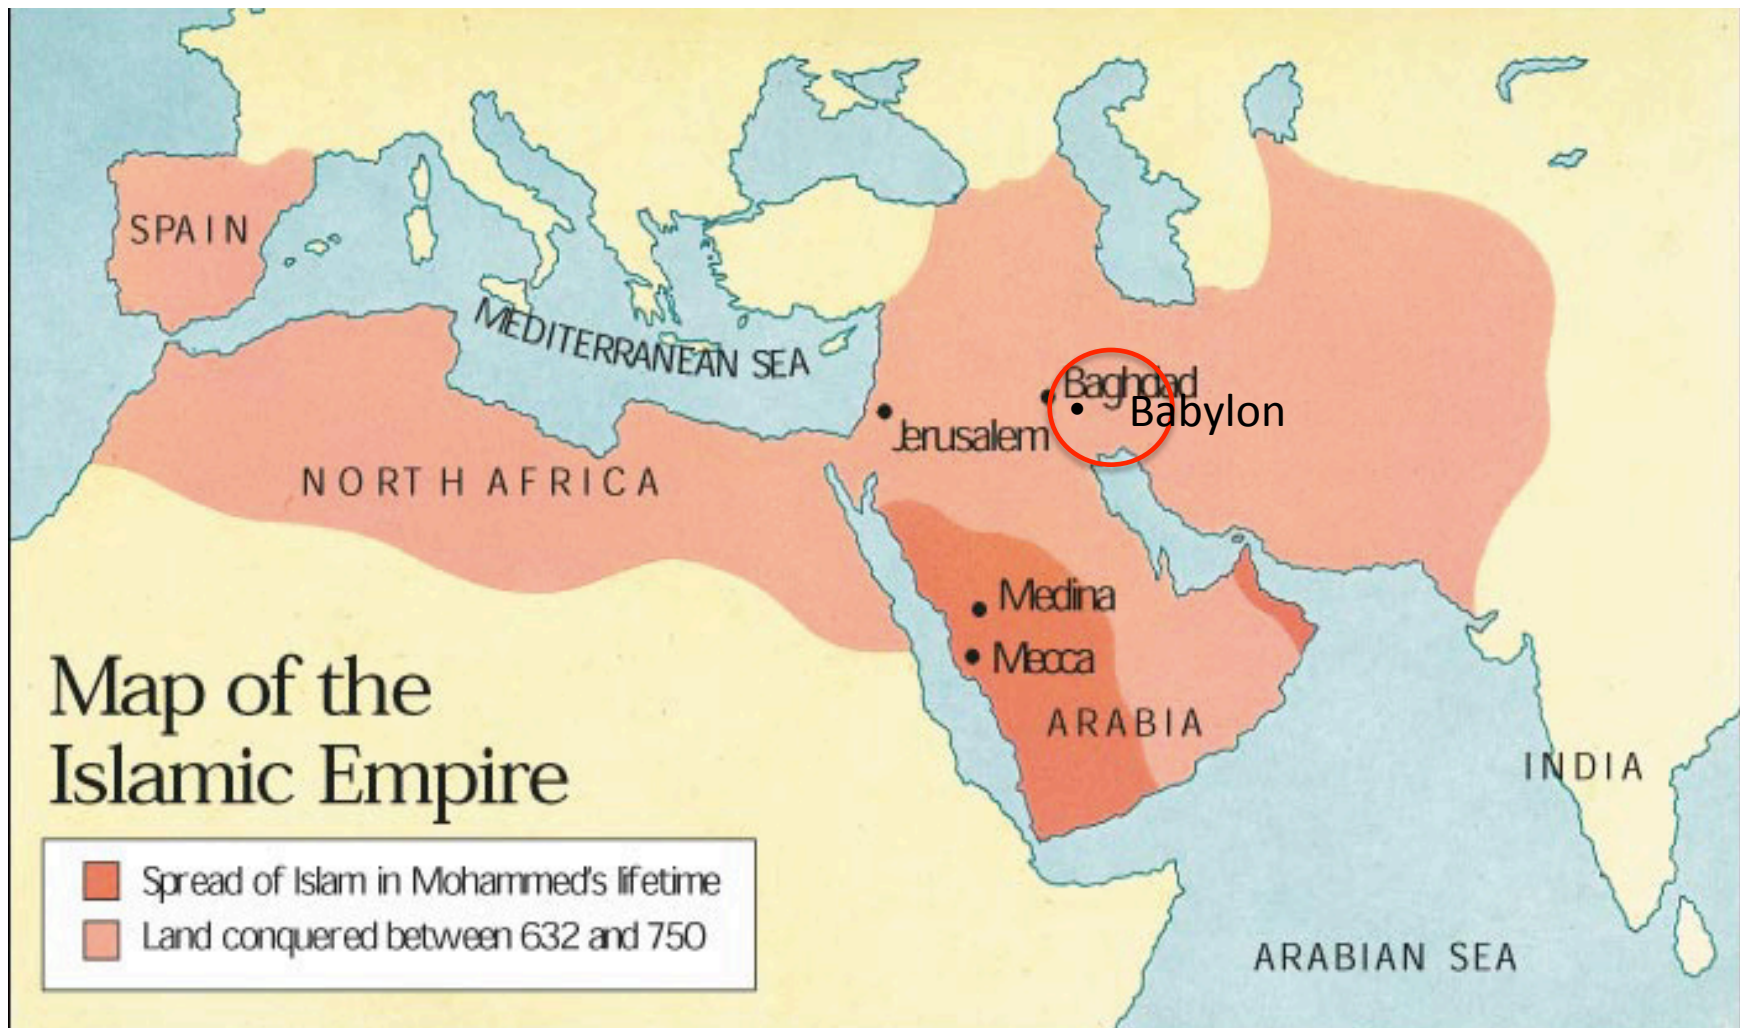 SPAIN
MEDITERRANEAN SEA
Baghdad
Babylon
Jerusalem
NORTH AFRICA
Medina
Mecca
ARABIA
Map of the
Islamic Empire
INDIA
Spread of Islam in Mohammed's lifetime
Land conquered between 632 and 750
ARABIAN SEA